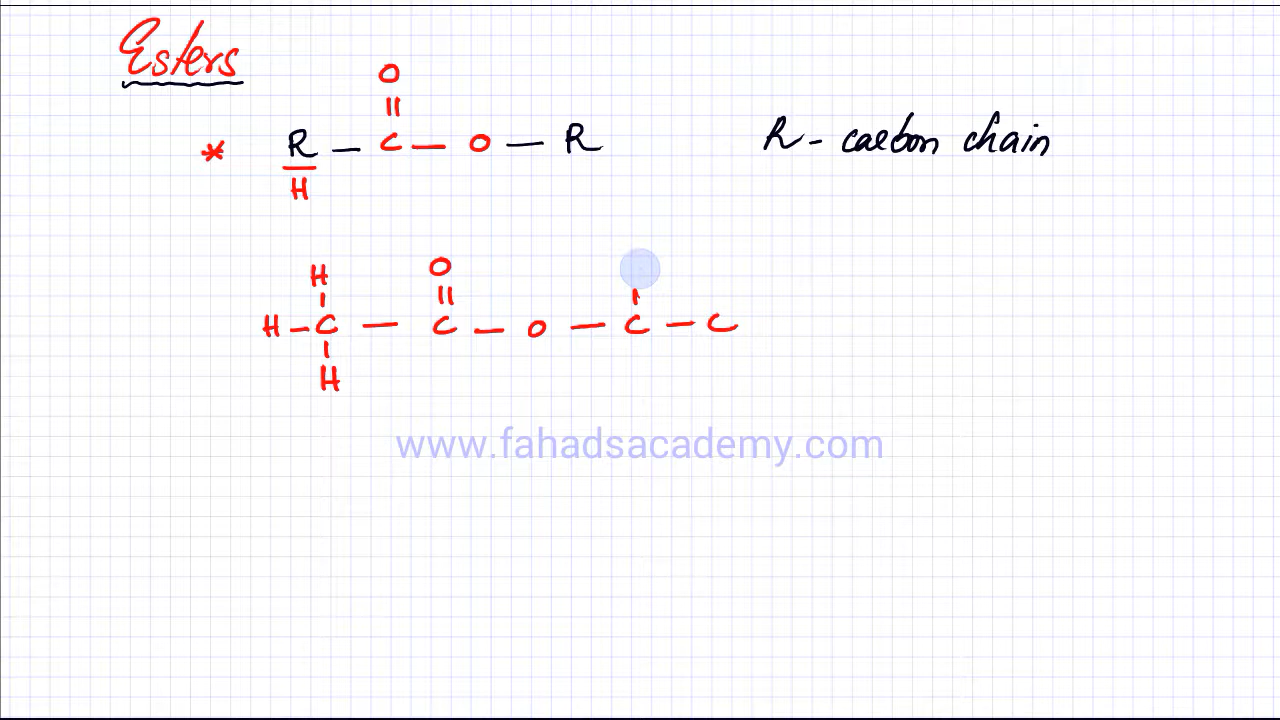 Esters
O
||
* R — C — O — R    R - carbon chain
H
H    O
|    ||    |
H – C — C — O — C — C
|
H
www.fahadsacademy.com